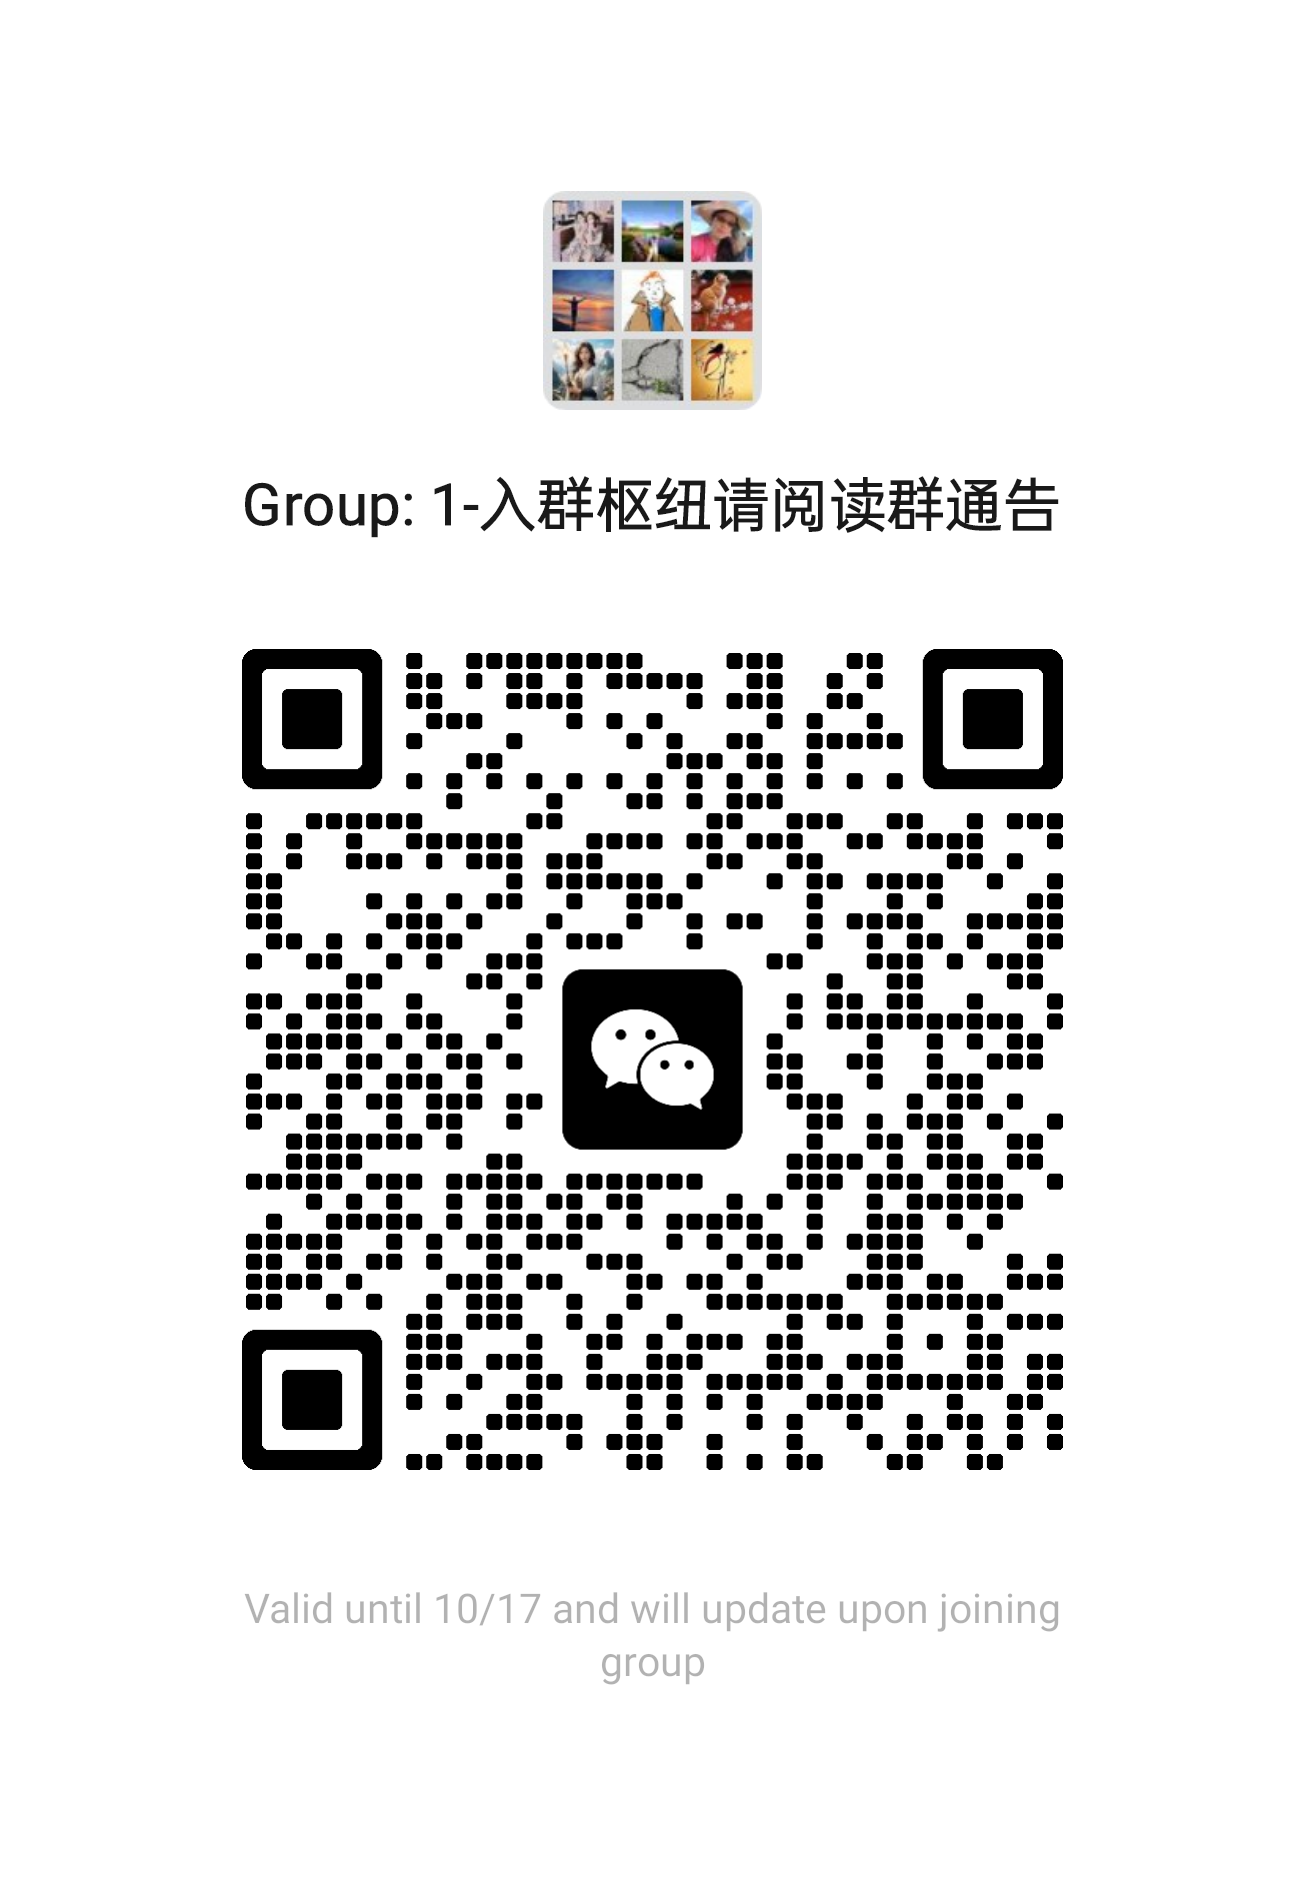 Group: 1-入群枢纽请阅读群通告
Valid until 10/17 and will update upon joining
group